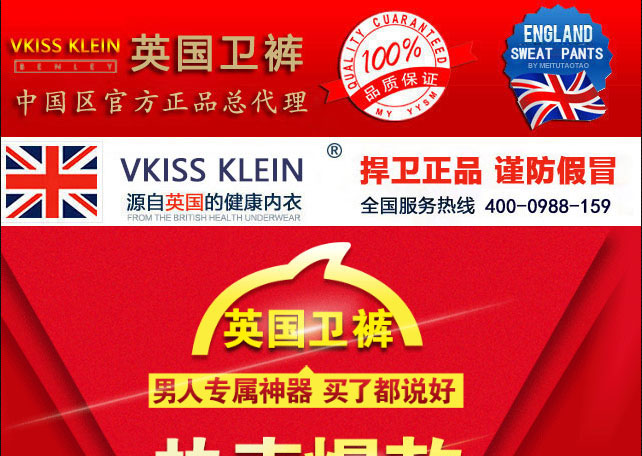 VKISS KLEIN
BENLEY
英国卫裤
中国区官方正品总代理
QUALITY GUARANTEED
100%
品质保证
MY YYSM
ENGLAND
SWEAT PANTS
BY MEITUTAOTAO
VKISS KLEIN ®
源自英国的健康内衣
FROM THE BRITISH HEALTH UNDERWEAR
捍卫正品 谨防假冒
全国服务热线 400-0988-159
英国卫裤
男人专属神器 买了都说好